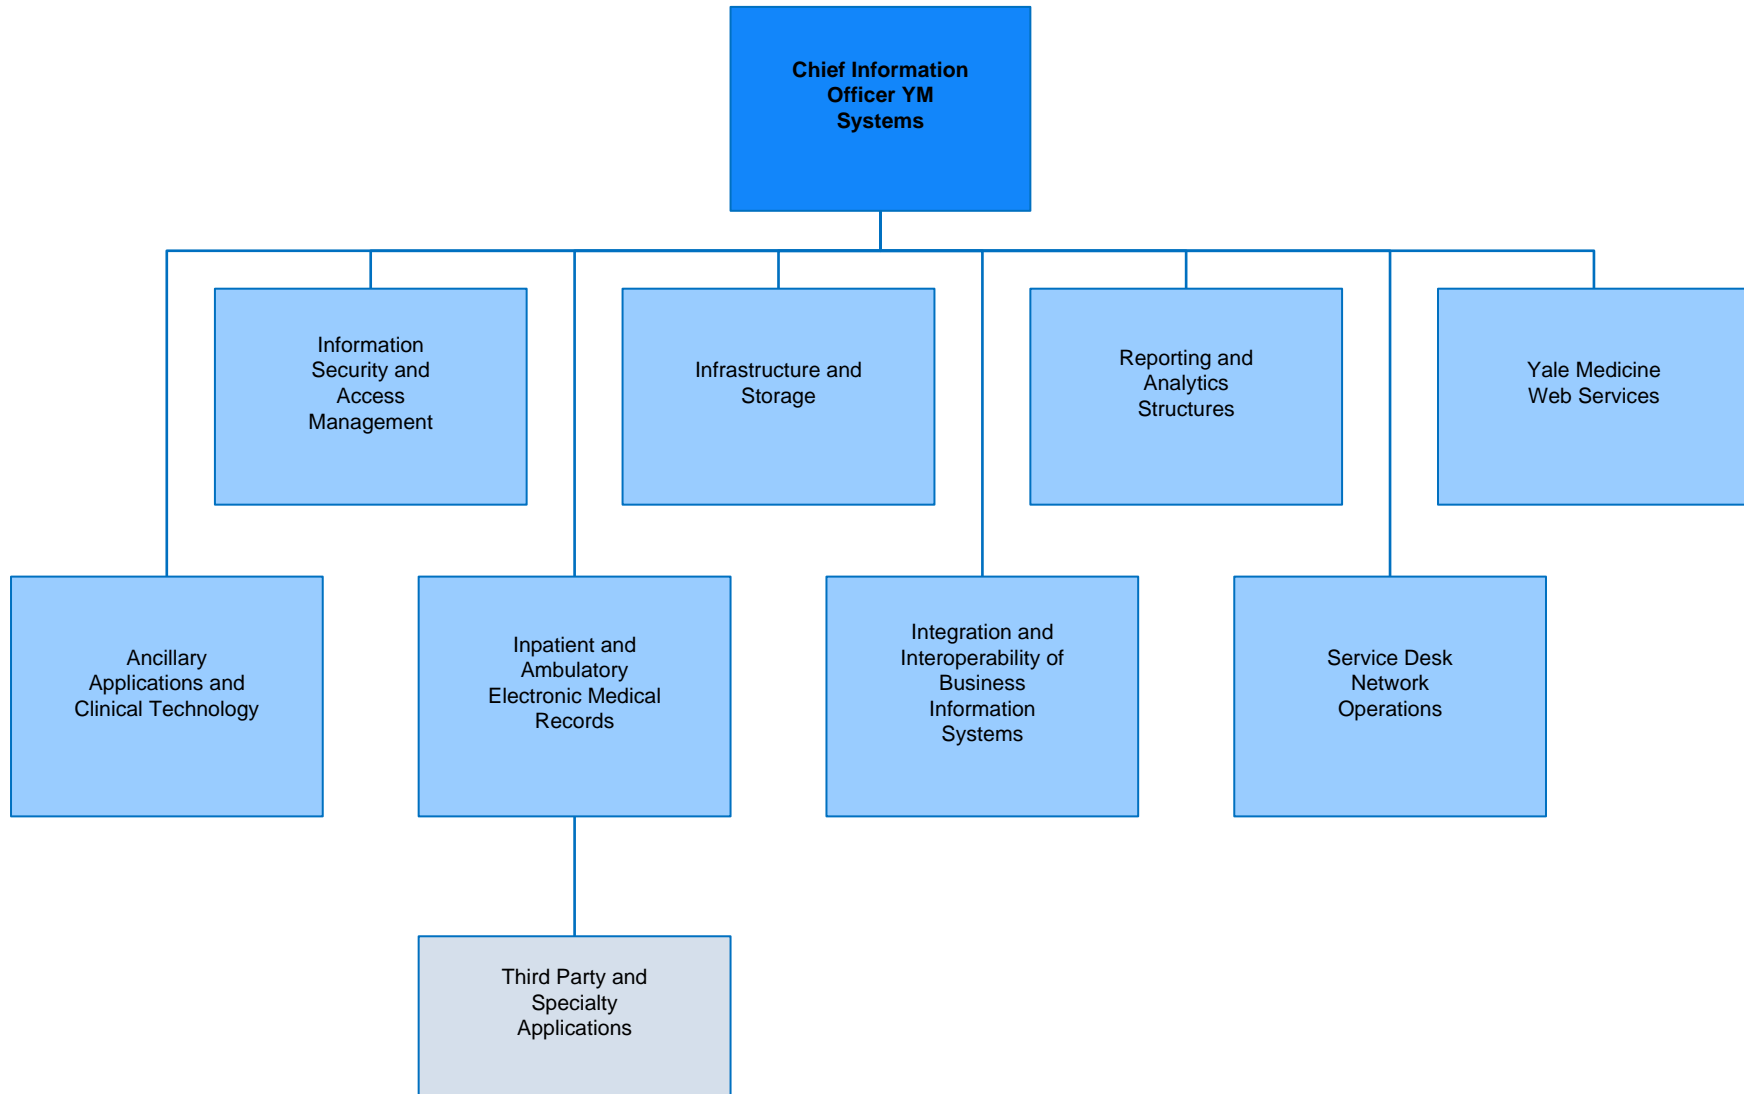 Chief Information
Officer YM
Systems
Information
Security and
Access
Management
Infrastructure and
Storage
Reporting and
Analytics
Structures
Yale Medicine
Web Services
Ancillary
Applications and
Clinical Technology
Inpatient and
Ambulatory
Electronic Medical
Records
Integration and
Interoperability of
Business
Information
Systems
Service Desk
Network
Operations
Third Party and
Specialty
Applications